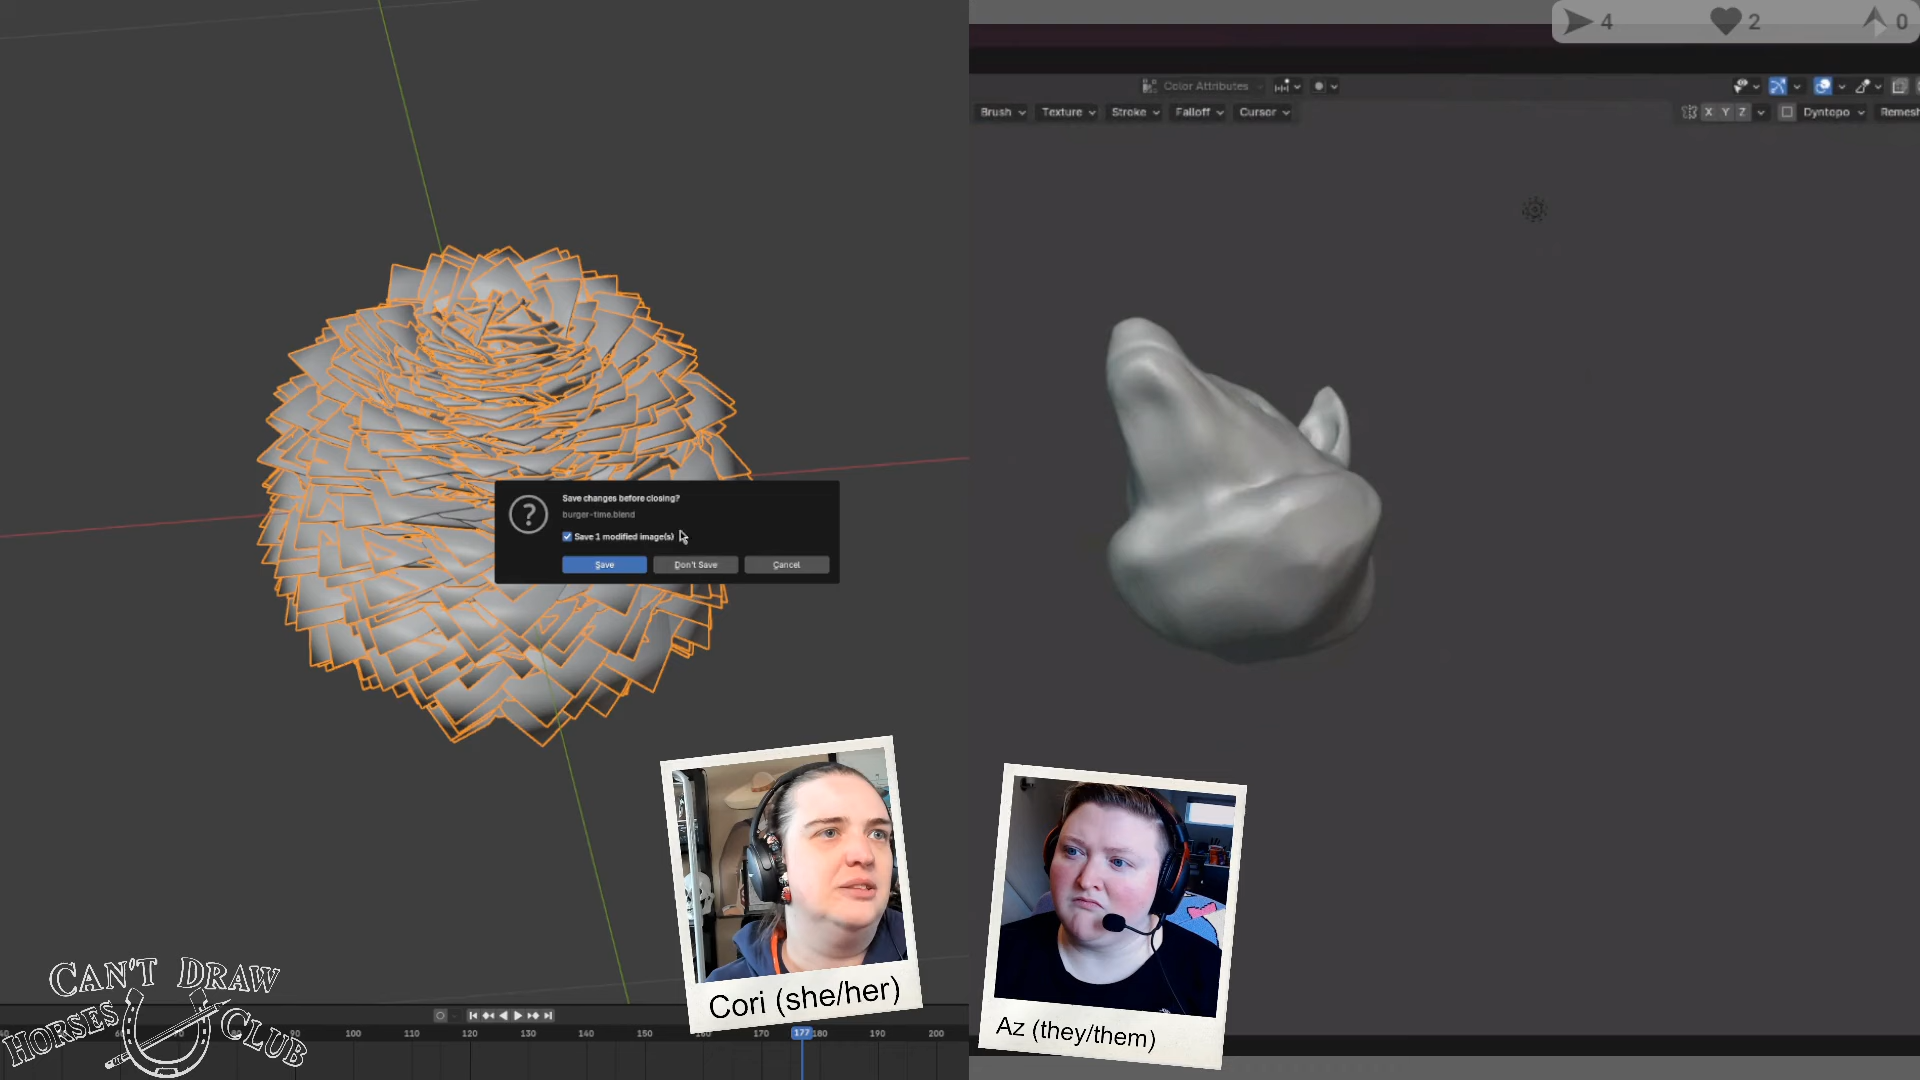 4 2 0
Color Attributes
Brush Texture Stroke Falloff Cursor
X Y Z Dyntopo Remesh
Save changes before closing?
burger-time.blend
Save 1 modified image(s)
Save Don't Save Cancel
Cori (she/her)
Az (they/them)
CAN'T DRAW
HORSES CLUB
90 100 110 120 130 140 150 170 177 180 190 200